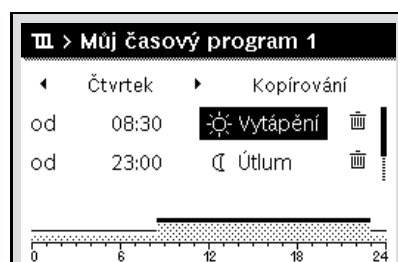 > Můj časový program 1
Čtvrtek Kopírování
od 08:30 Vytápění
od 23:00 Útlum
0 6 12 18 24